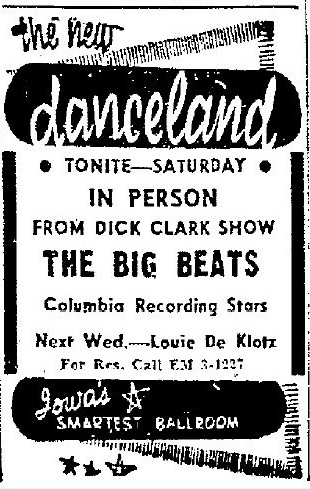 the new
danceland
• TONITE—SATURDAY •
IN PERSON
FROM DICK CLARK SHOW
THE BIG BEATS
Columbia Recording Stars
Next Wed.—Louie De Klotz
For Res. Call EM 3-1227
Iowa's
SMARTEST BALLROOM